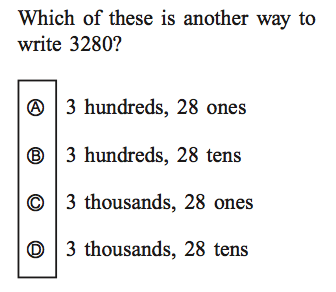 Which of these is another way to
write 3280?
Ⓐ 3 hundreds, 28 ones
Ⓑ 3 hundreds, 28 tens
Ⓒ 3 thousands, 28 ones
Ⓓ 3 thousands, 28 tens